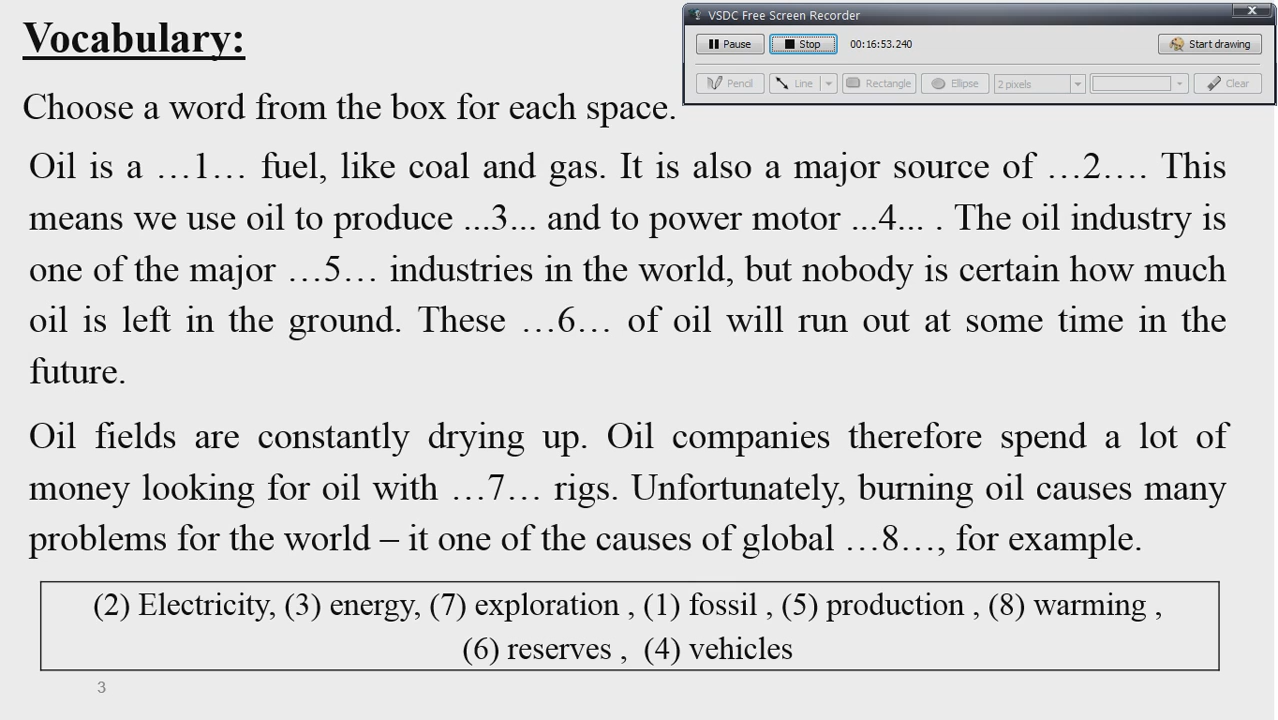 Vocabulary:
VSDC Free Screen Recorder
Pause Stop 00:16:53.240 Start drawing
Pencil Line Rectangle Ellipse 2 pixels Clear
Choose a word from the box for each space.
Oil is a …1… fuel, like coal and gas. It is also a major source of …2…. This
means we use oil to produce ...3... and to power motor ...4... . The oil industry is
one of the major …5… industries in the world, but nobody is certain how much
oil is left in the ground. These …6… of oil will run out at some time in the
future.
Oil fields are constantly drying up. Oil companies therefore spend a lot of
money looking for oil with …7… rigs. Unfortunately, burning oil causes many
problems for the world – it one of the causes of global …8…, for example.
(2) Electricity, (3) energy, (7) exploration , (1) fossil , (5) production , (8) warming ,
(6) reserves , (4) vehicles
3